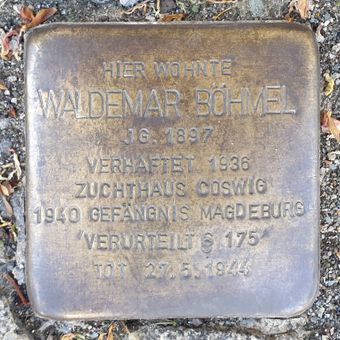 HIER WOHNTE
WALDEMAR BÖHMEL
JG. 1897
VERHAFTET 1936
ZUCHTHAUS COSWIG
1940 GEFÄNGNIS MAGDEBURG
"VERURTEILT § 175"
TOT 27.5.1944